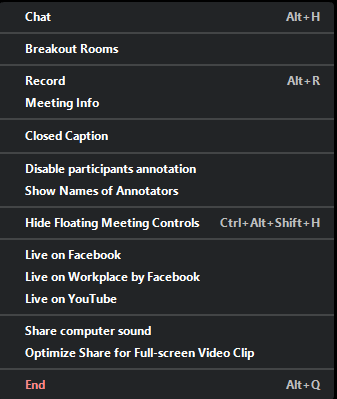 Chat Alt+H
Breakout Rooms
Record Alt+R
Meeting Info
Closed Caption
Disable participants annotation
Show Names of Annotators
Hide Floating Meeting Controls Ctrl+Alt+Shift+H
Live on Facebook
Live on Workplace by Facebook
Live on YouTube
Share computer sound
Optimize Share for Full-screen Video Clip
End Alt+Q